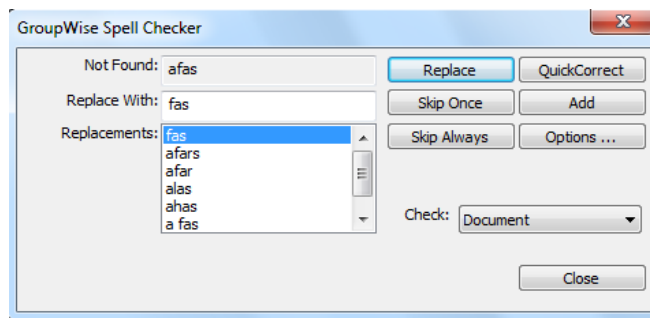 GroupWise Spell Checker
Not Found: afas
Replace
QuickCorrect
Replace With: fas
Skip Once
Add
Replacements: fas
afars
afar
alas
ahas
a fas
Skip Always
Options ...
Check: Document
Close